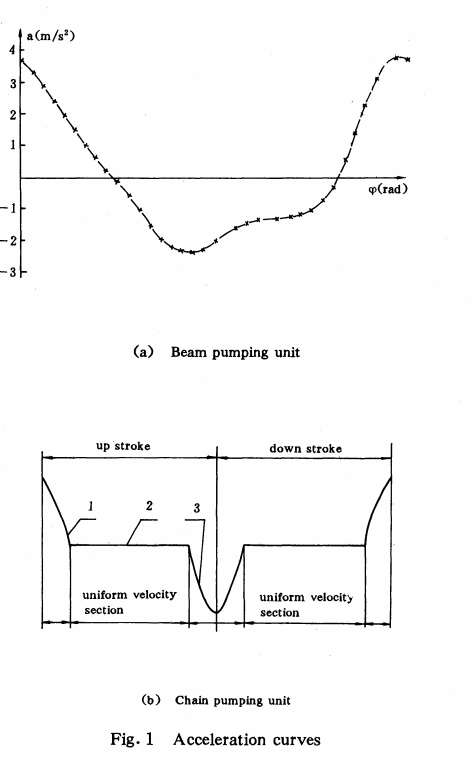 a(m/s²)
4
3
2
1
φ(rad)
−1
−2
−3
(a) Beam pumping unit
up stroke
down stroke
1
2
3
uniform velocity
section
uniform velocity
section
(b) Chain pumping unit
Fig. 1 Acceleration curves